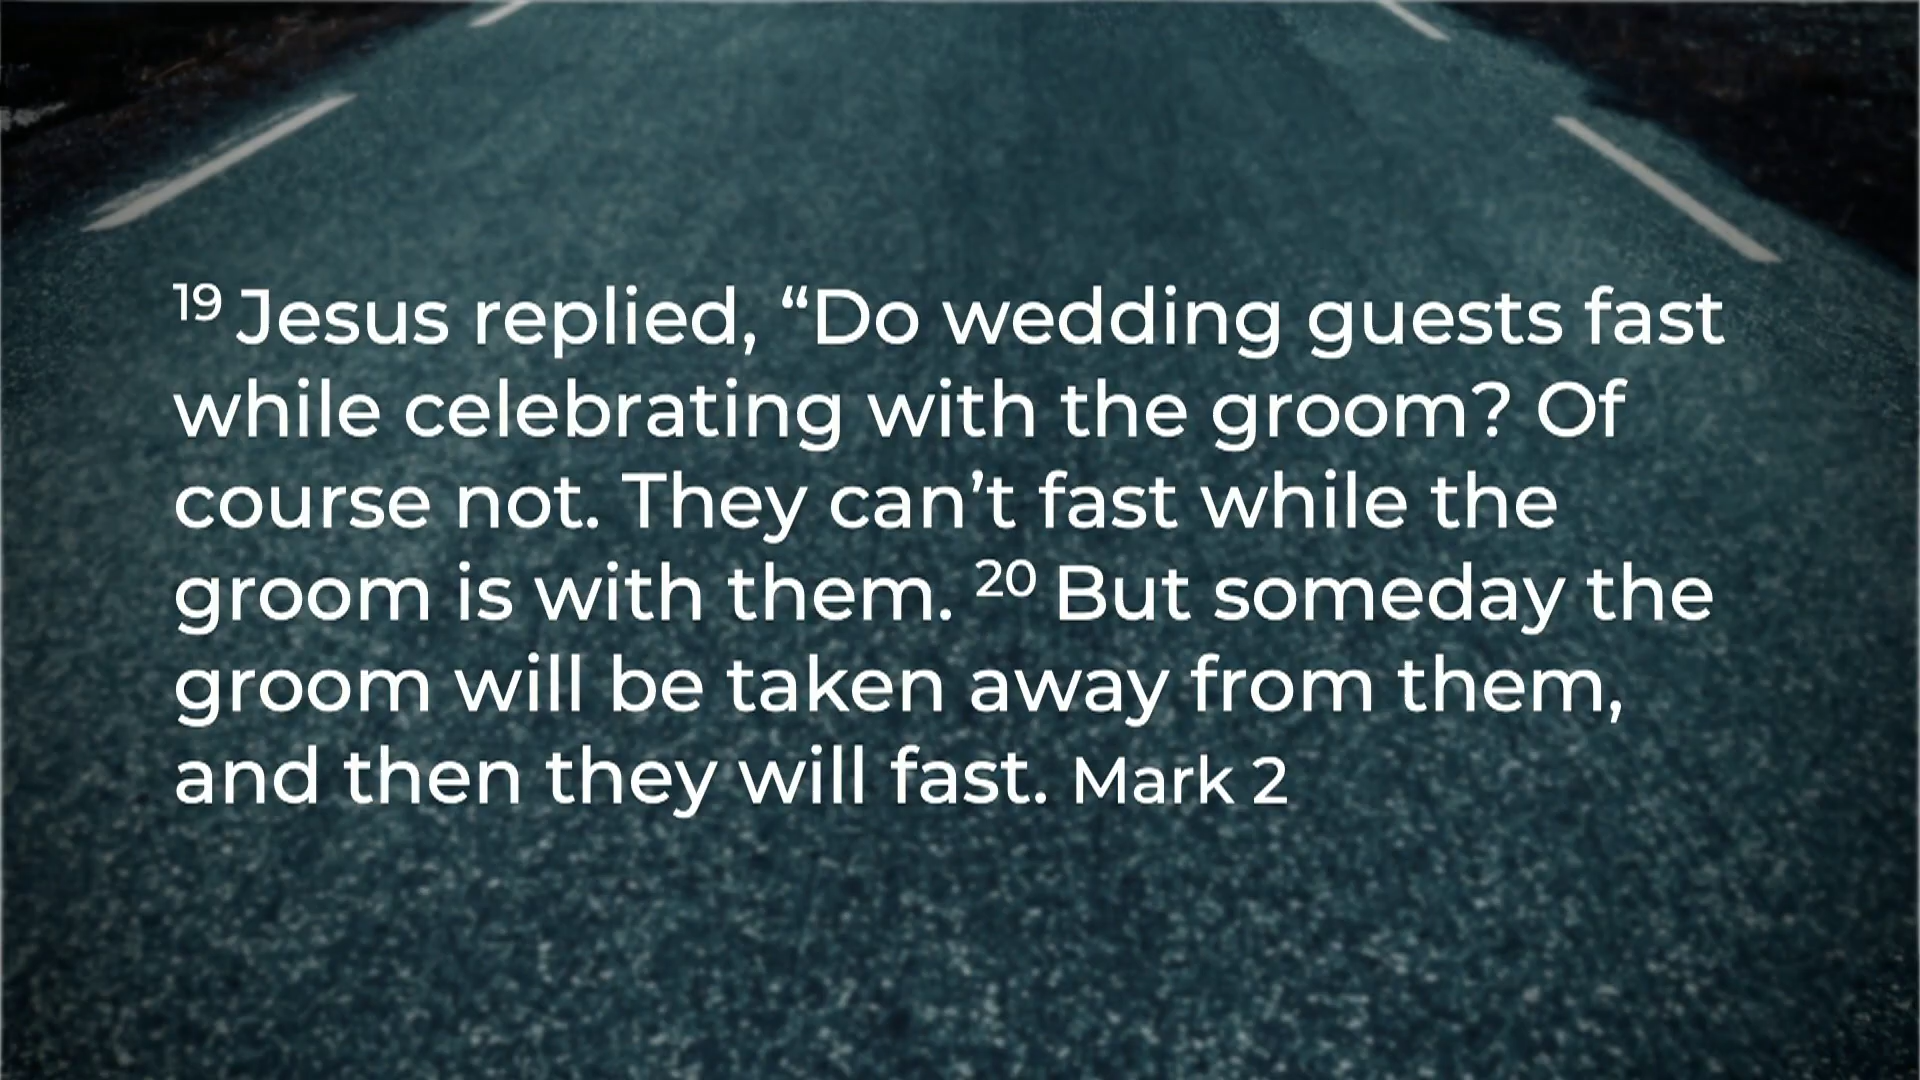 19 Jesus replied, “Do wedding guests fast
while celebrating with the groom? Of
course not. They can’t fast while the
groom is with them. 20 But someday the
groom will be taken away from them,
and then they will fast. Mark 2